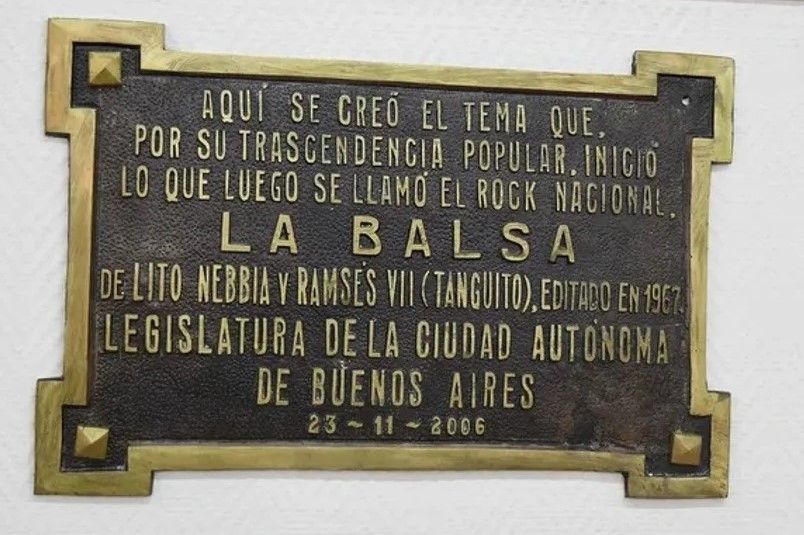 AQUÍ SE CREÓ EL TEMA QUE,
POR SU TRASCENDENCIA POPULAR, INICIÓ
LO QUE LUEGO SE LLAMÓ EL ROCK NACIONAL.
LA BALSA
DE LITO NEBBIA Y RAMSÉS VII (TANGUITO), EDITADO EN 1967.
LEGISLATURA DE LA CIUDAD AUTÓNOMA
DE BUENOS AIRES
23 ~ 11 ~ 2006